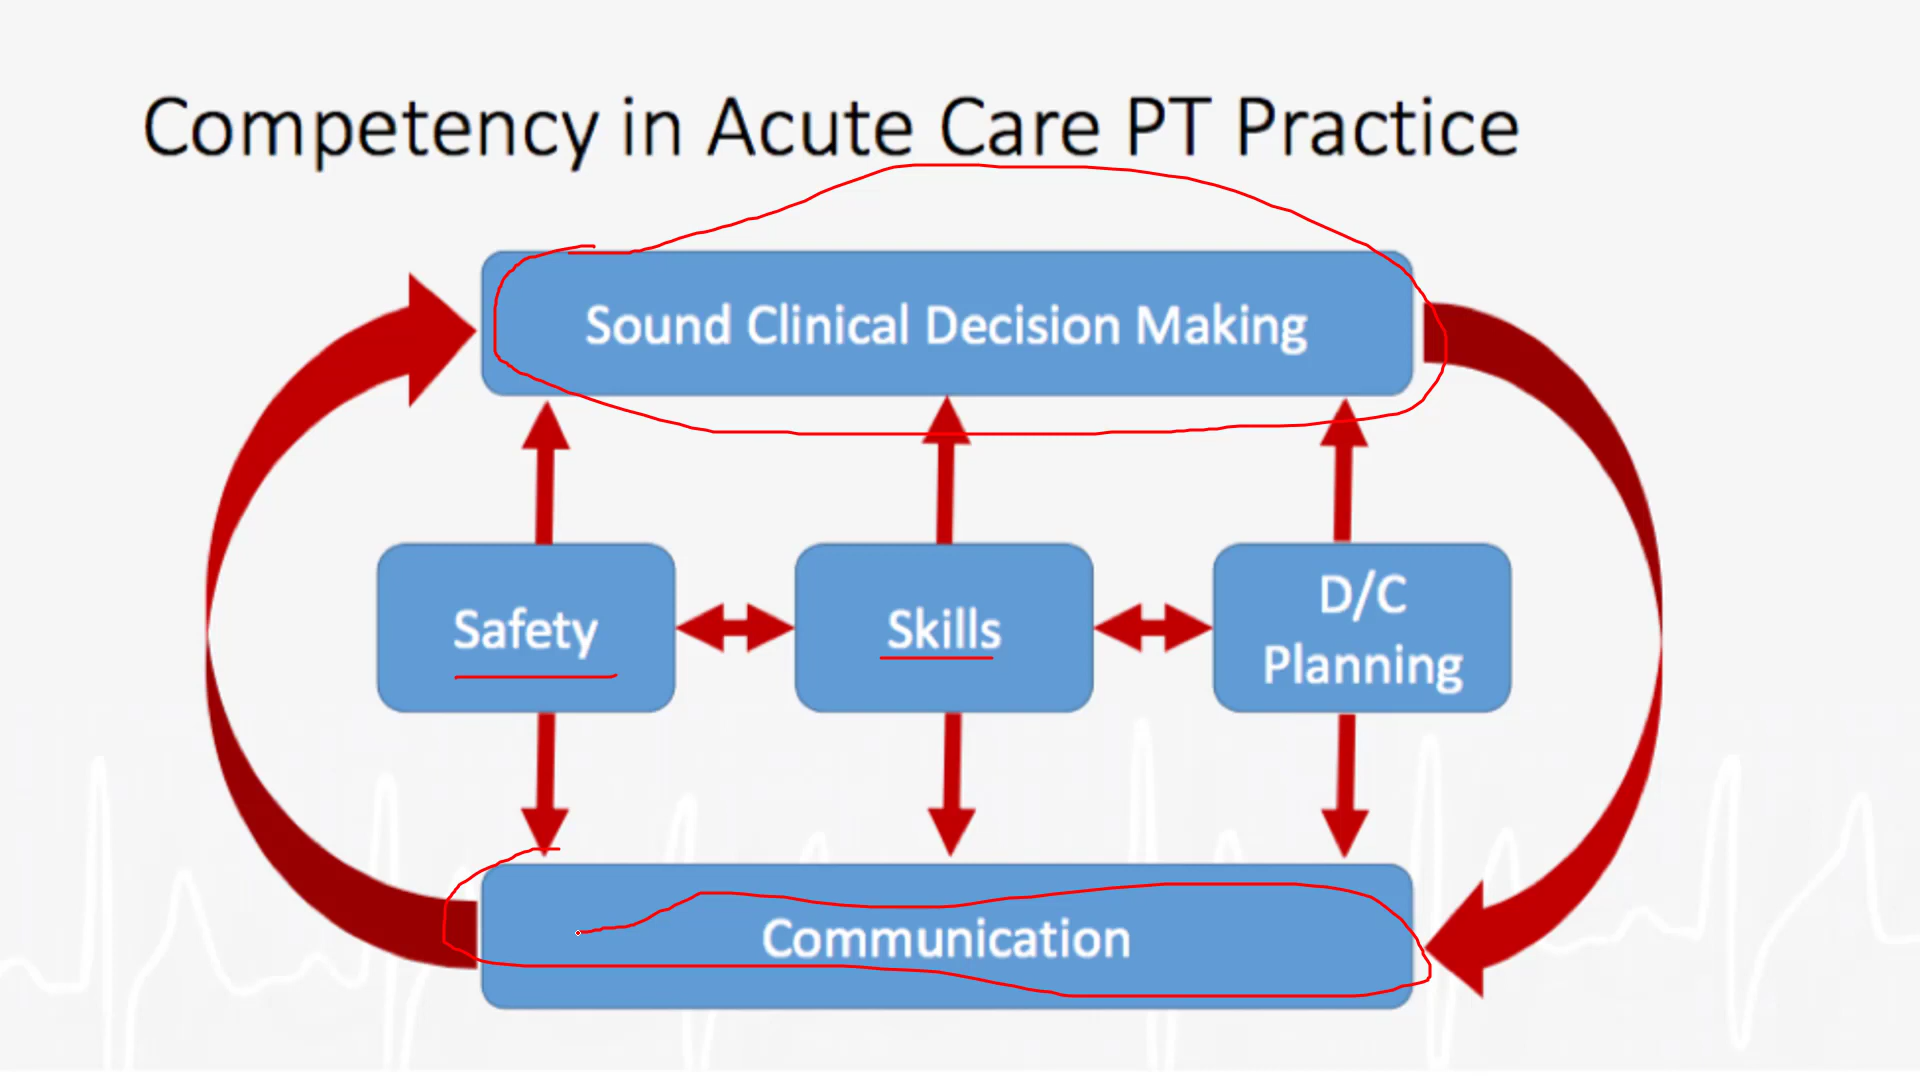 Competency in Acute Care PT Practice
Sound Clinical Decision Making
Safety
Skills
D/C
Planning
Communication